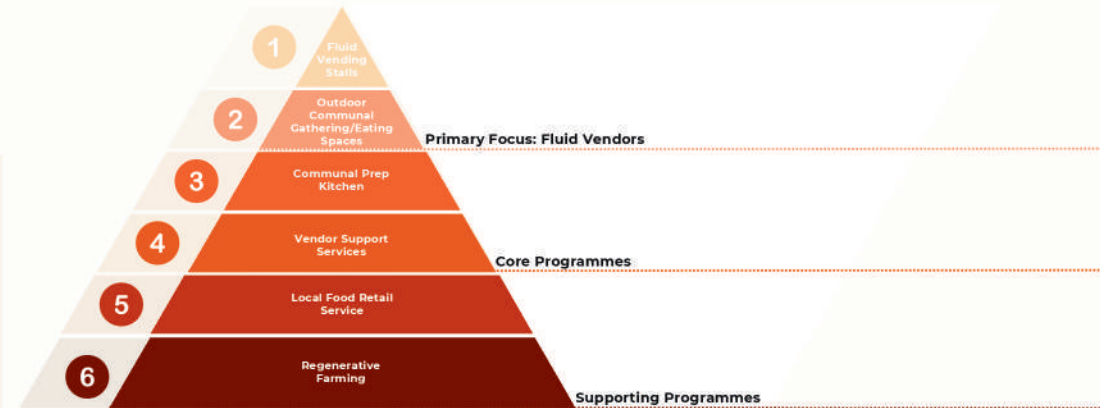 1
Fluid
Vending
Stalls
2
Outdoor
Communal
Gathering/Eating
Spaces
Primary Focus: Fluid Vendors
3
Communal Prep
Kitchen
4
Vendor Support
Services
Core Programmes
5
Local Food Retail
Service
6
Regenerative
Farming
Supporting Programmes